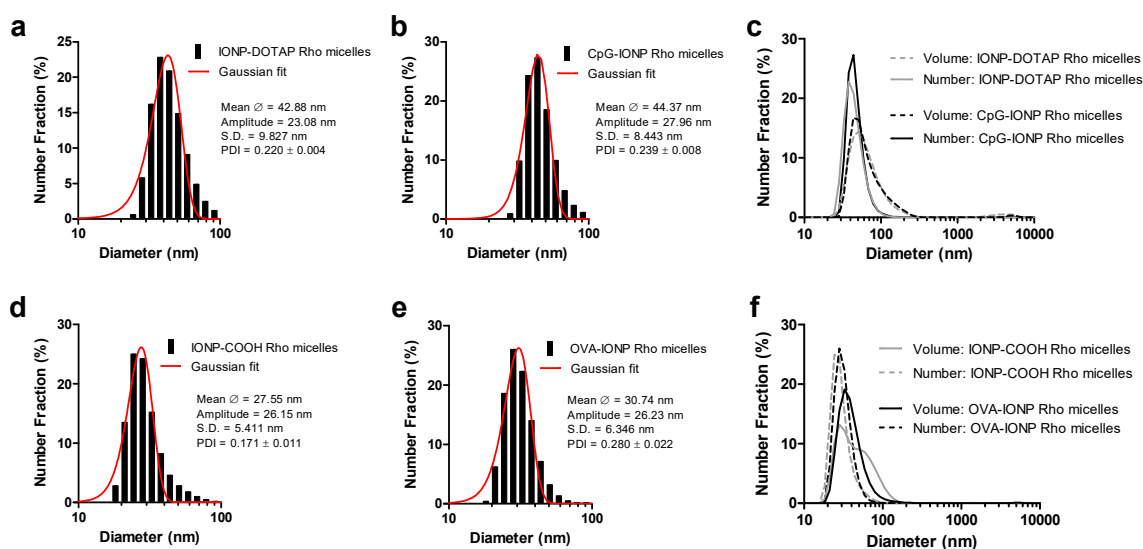 a
25
20
15
10
5
0
10
100
Number Fraction (%)
Diameter (nm)
IONP-DOTAP Rho micelles
Gaussian fit
Mean ∅ = 42.88 nm
Amplitude = 23.08 nm
S.D. = 9.827 nm
PDI = 0.220 ± 0.004
b
30
20
10
0
10
100
Number Fraction (%)
Diameter (nm)
CpG-IONP Rho micelles
Gaussian fit
Mean ∅ = 44.37 nm
Amplitude = 27.96 nm
S.D. = 8.443 nm
PDI = 0.239 ± 0.008
c
30
20
10
0
10
100
1000
10000
Number Fraction (%)
Diameter (nm)
Volume: IONP-DOTAP Rho micelles
Number: IONP-DOTAP Rho micelles
Volume: CpG-IONP Rho micelles
Number: CpG-IONP Rho micelles
d
30
20
10
0
10
100
Number Fraction (%)
Diameter (nm)
IONP-COOH Rho micelles
Gaussian fit
Mean ∅ = 27.55 nm
Amplitude = 26.15 nm
S.D. = 5.411 nm
PDI = 0.171 ± 0.011
e
30
20
10
0
10
100
Number Fraction (%)
Diameter (nm)
OVA-IONP Rho micelles
Gaussian fit
Mean ∅ = 30.74 nm
Amplitude = 26.23 nm
S.D. = 6.346 nm
PDI = 0.280 ± 0.022
f
30
20
10
0
10
100
1000
10000
Number Fraction (%)
Diameter (nm)
Volume: IONP-COOH Rho micelles
Number: IONP-COOH Rho micelles
Volume: OVA-IONP Rho micelles
Number: OVA-IONP Rho micelles